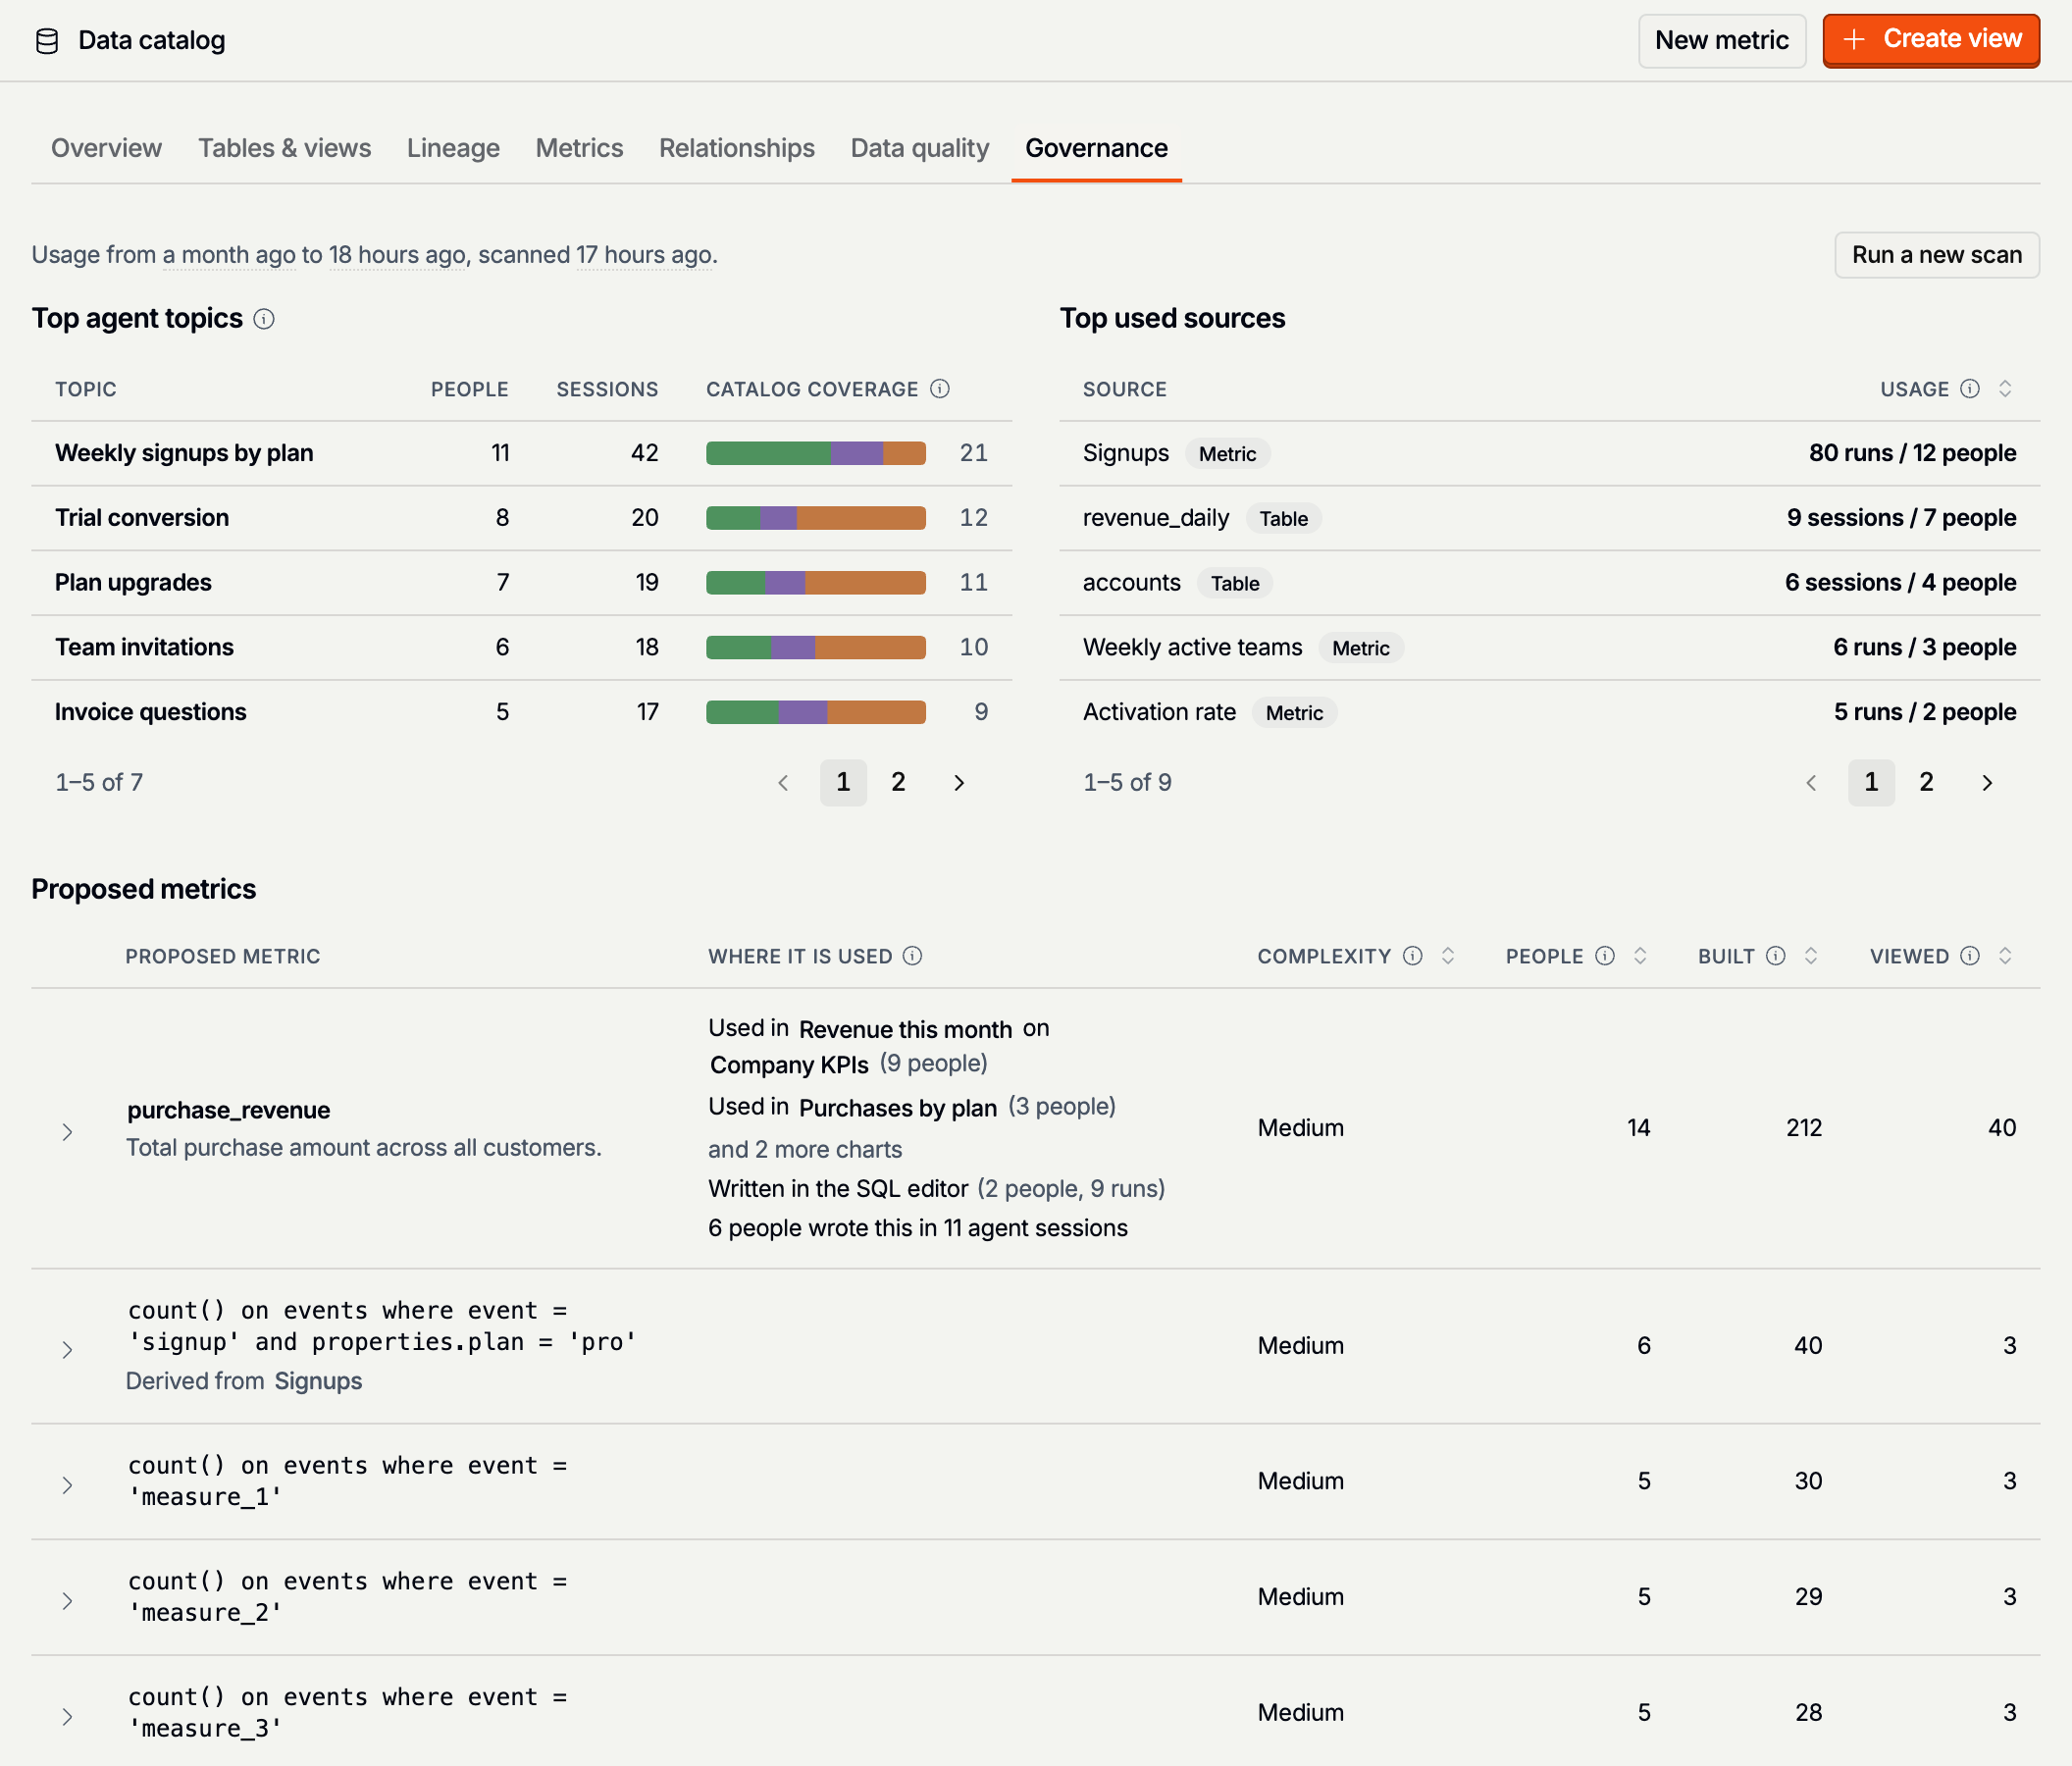 Data catalog
New metric
Create view
Overview Tables & views Lineage Metrics Relationships Data quality Governance
Usage from a month ago to 18 hours ago, scanned 17 hours ago.
Run a new scan
Top agent topics
TOPIC PEOPLE SESSIONS CATALOG COVERAGE
Weekly signups by plan 11 42 21
Trial conversion 8 20 12
Plan upgrades 7 19 11
Team invitations 6 18 10
Invoice questions 5 17 9
1–5 of 7 1 2
Top used sources
SOURCE USAGE
Signups Metric 80 runs / 12 people
revenue_daily Table 9 sessions / 7 people
accounts Table 6 sessions / 4 people
Weekly active teams Metric 6 runs / 3 people
Activation rate Metric 5 runs / 2 people
1–5 of 9 1 2
Proposed metrics
PROPOSED METRIC WHERE IT IS USED COMPLEXITY PEOPLE BUILT VIEWED
purchase_revenue
Total purchase amount across all customers.
Used in Revenue this month on
Company KPIs (9 people)
Used in Purchases by plan (3 people)
and 2 more charts
Written in the SQL editor (2 people, 9 runs)
6 people wrote this in 11 agent sessions
Medium 14 212 40
count() on events where event =
'signup' and properties.plan = 'pro'
Derived from Signups
Medium 6 40 3
count() on events where event =
'measure_1'
Medium 5 30 3
count() on events where event =
'measure_2'
Medium 5 29 3
count() on events where event =
'measure_3'
Medium 5 28 3